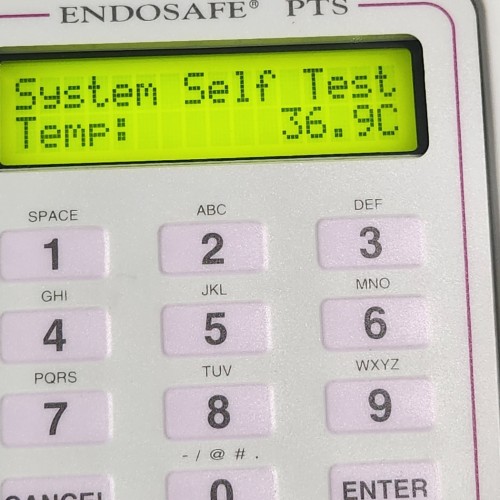 ENDOSAFE® PTS
System Self Test
Temp: 36.9C
SPACE ABC DEF
1 2 3
GHI JKL MNO
4 5 6
PQRS TUV WXYZ
7 8 9
- / @ # .
CANCEL 0 ENTER